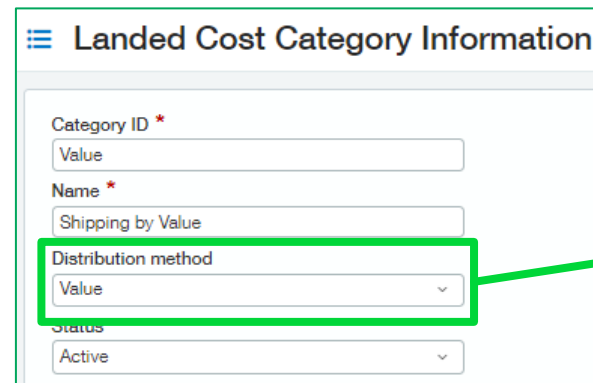 Landed Cost Category Information
Category ID *
Value
Name *
Shipping by Value
Distribution method
Value
Status
Active